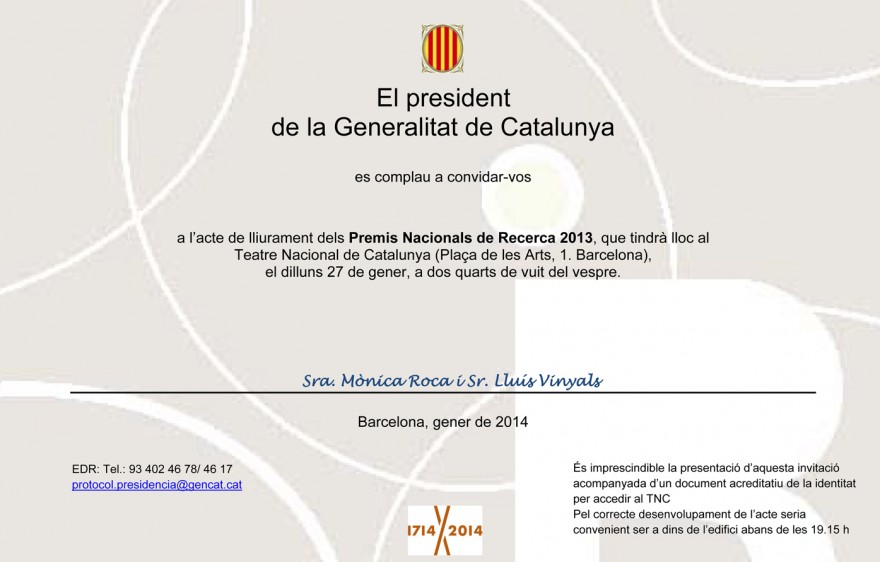 El president
de la Generalitat de Catalunya
es complau a convidar-vos
a l’acte de lliurament dels Premis Nacionals de Recerca 2013, que tindrà lloc al
Teatre Nacional de Catalunya (Plaça de les Arts, 1. Barcelona),
el dilluns 27 de gener, a dos quarts de vuit del vespre.
Sra. Mònica Roca i Sr. Lluís Vinyals
Barcelona, gener de 2014
EDR: Tel.: 93 402 46 78/ 46 17
protocol.presidencia@gencat.cat
És imprescindible la presentació d’aquesta invitació
acompanyada d’un document acreditatiu de la identitat
per accedir al TNC
Pel correcte desenvolupament de l’acte seria
convenient ser a dins de l’edifici abans de les 19.15 h
1714 2014